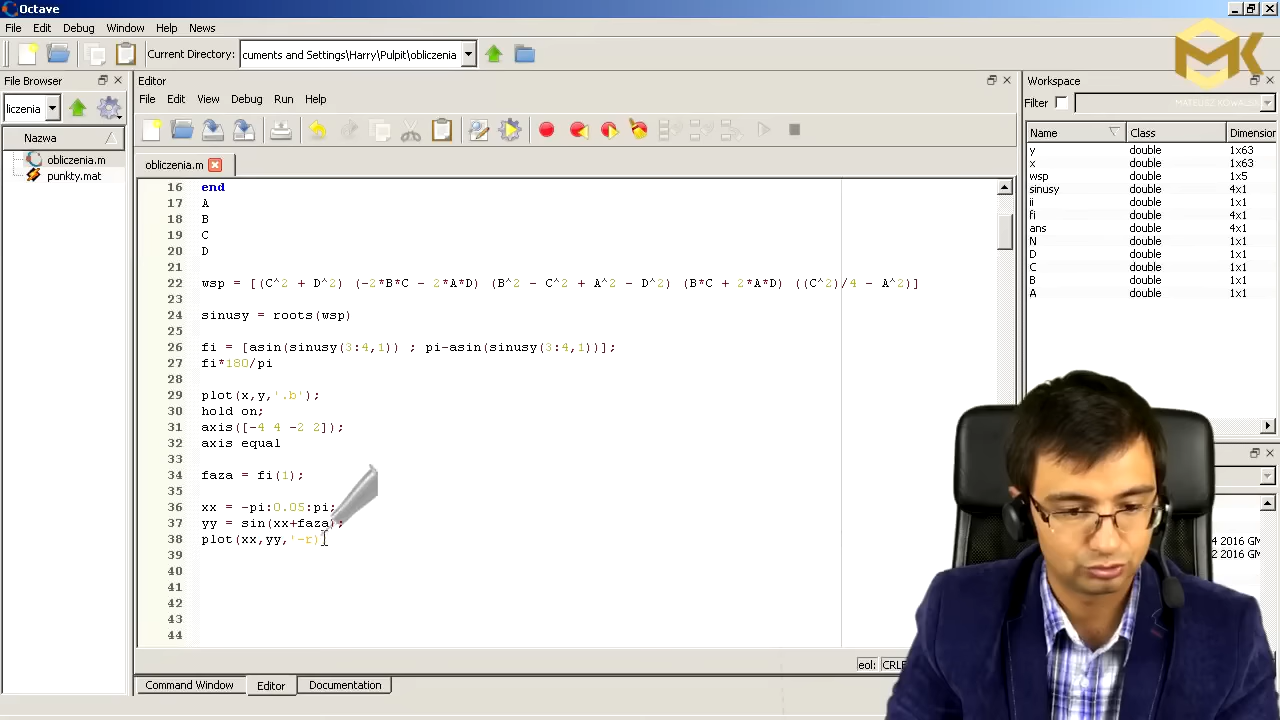 Octave
File Edit Debug Window Help News
Current Directory: cuments and Settings\Harry\Pulpit\obliczenia
MK
File Browser
Editor
Workspace
liczenia
File Edit View Debug Run Help
Filter
MATEUSZ KOWALSKI
Nazwa
obliczenia.m
punkty.mat
obliczenia.m
Name Class Dimension
y double 1x63
x double 1x63
wsp double 1x5
sinusy double 4x1
ii double 1x1
fi double 4x1
ans double 4x1
N double 1x1
D double 1x1
C double 1x1
B double 1x1
A double 1x1
16 end
17 A
18 B
19 C
20 D
21
22 wsp = [(C^2 + D^2) (-2*B*C - 2*A*D) (B^2 - C^2 + A^2 - D^2) (B*C + 2*A*D) ((C^2)/4 - A^2)]
23
24 sinusy = roots(wsp)
25
26 fi = [asin(sinusy(3:4,1)) ; pi-asin(sinusy(3:4,1))];
27 fi*180/pi
28
29 plot(x,y,'.b');
30 hold on;
31 axis([-4 4 -2 2]);
32 axis equal
33
34 faza = fi(1);
35
36 xx = -pi:0.05:pi;
37 yy = sin(xx+faza);
38 plot(xx,yy,'-r)
39
40
41
42
43
44
2016 GM
2 2016
eol: CRLF
Command Window Editor Documentation